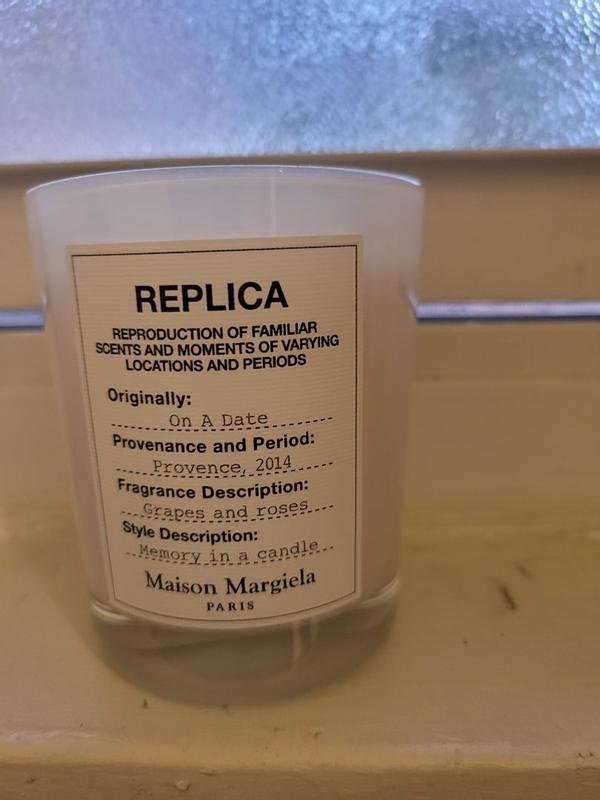 REPLICA
REPRODUCTION OF FAMILIAR
SCENTS AND MOMENTS OF VARYING
LOCATIONS AND PERIODS
Originally:
On A Date
Provenance and Period:
Provence, 2014
Fragrance Description:
Grapes and roses
Style Description:
Memory in a candle
Maison Margiela
PARIS